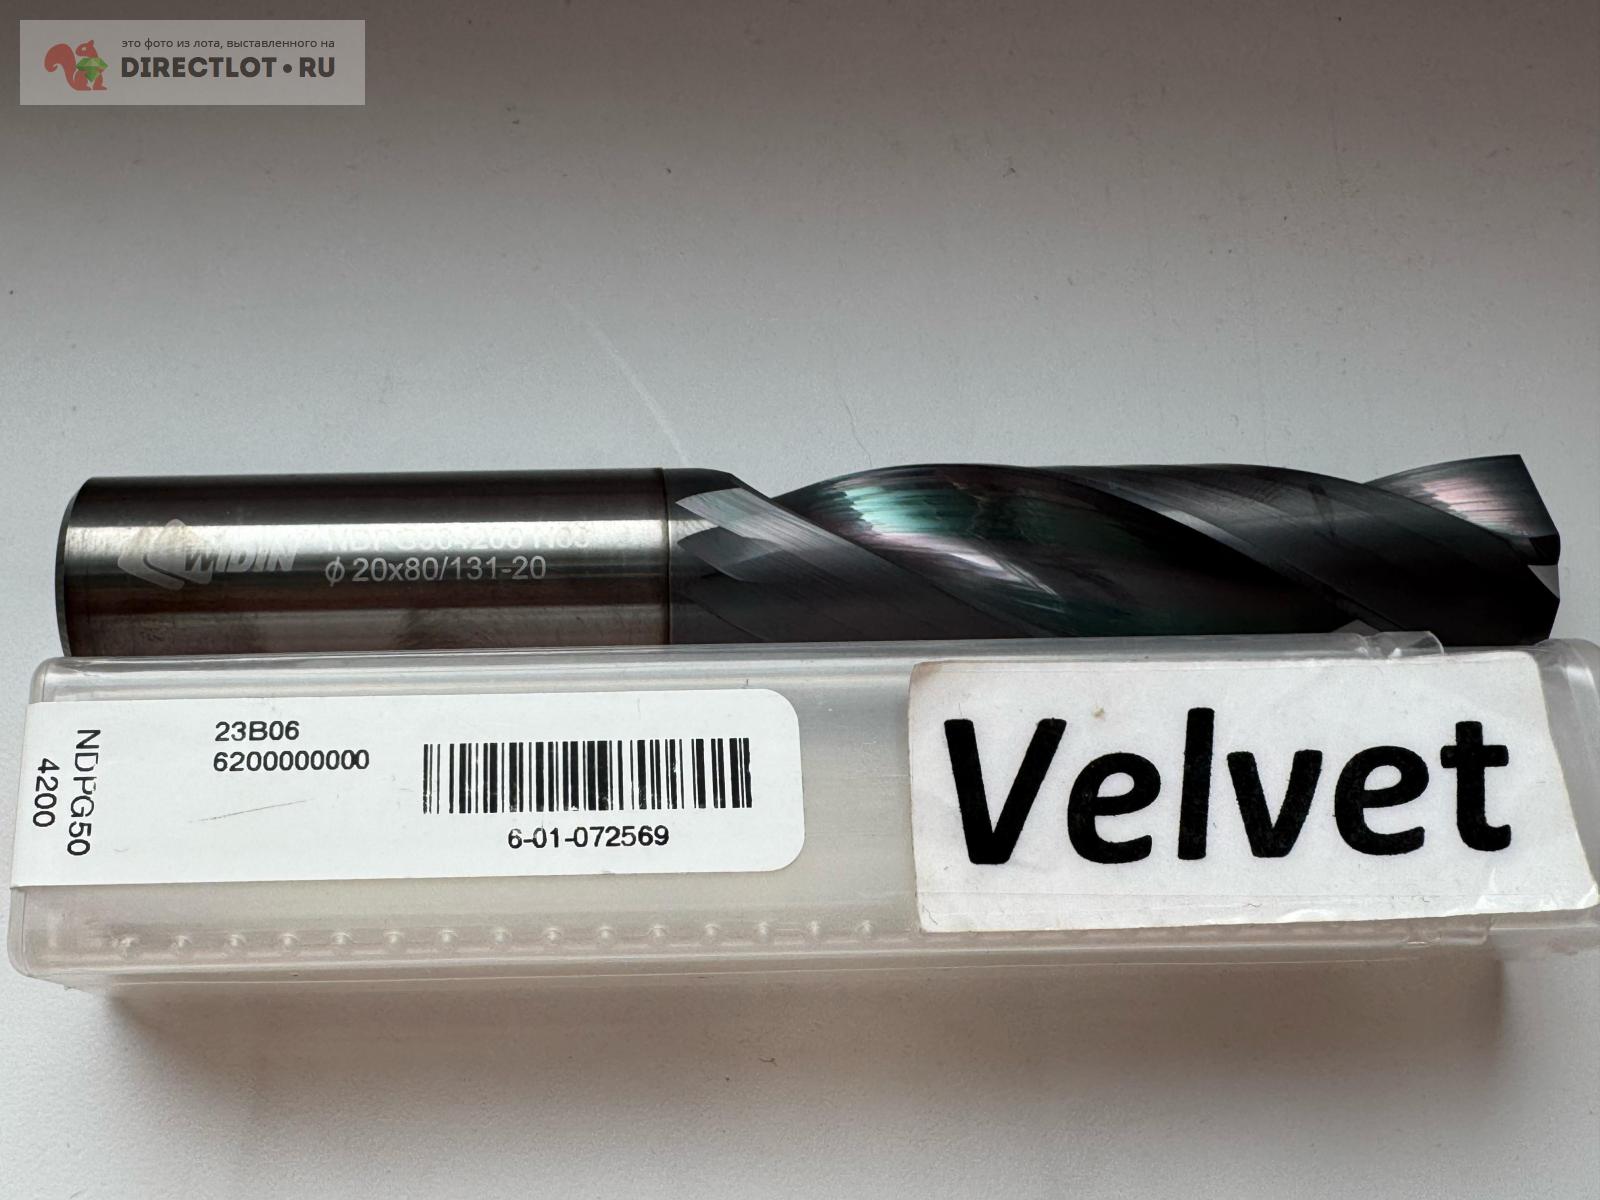 это фото из лота, выставленного на
DIRECTLOT•RU
WIDIN
ϕ 20x80/131-20
NDPG50
4200
23B06
6200000000
6-01-072569
Velvet